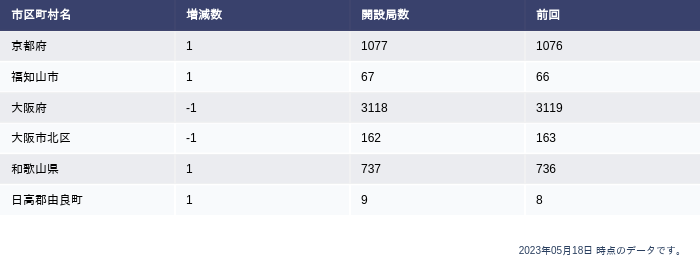 市区町村名 増減数 開設局数 前回
京都府 1 1077 1076
福知山市 1 67 66
大阪府 -1 3118 3119
大阪市北区 -1 162 163
和歌山県 1 737 736
日高郡由良町 1 9 8
2023年05月18日 時点のデータです。